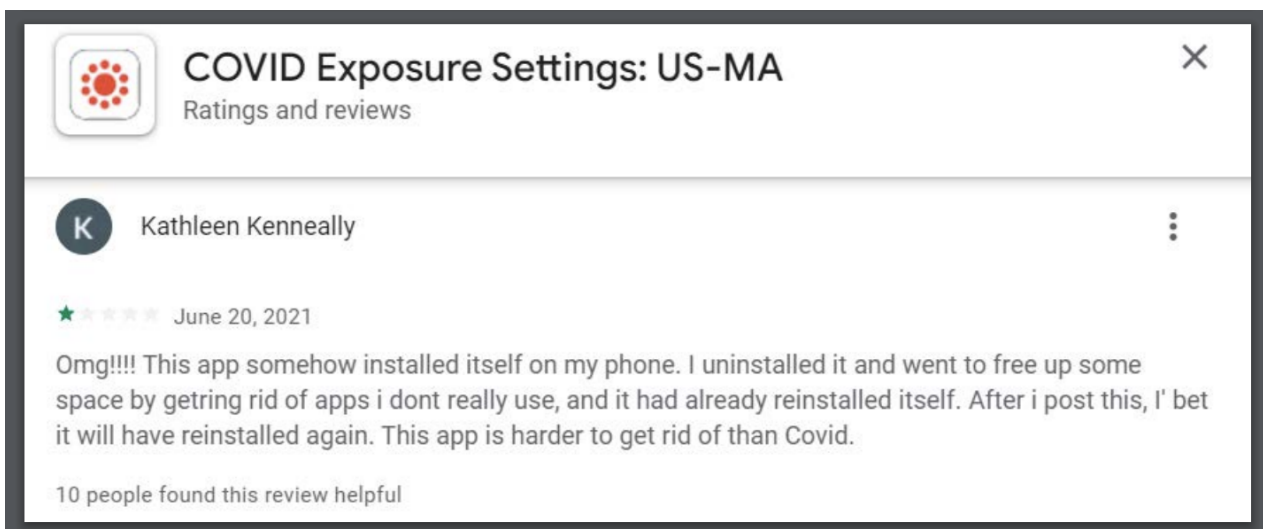 COVID Exposure Settings: US-MA
Ratings and reviews
K
Kathleen Kenneally
June 20, 2021
Omg!!!! This app somehow installed itself on my phone. I uninstalled it and went to free up some
space by getring rid of apps i dont really use, and it had already reinstalled itself. After i post this, I' bet
it will have reinstalled again. This app is harder to get rid of than Covid.
10 people found this review helpful